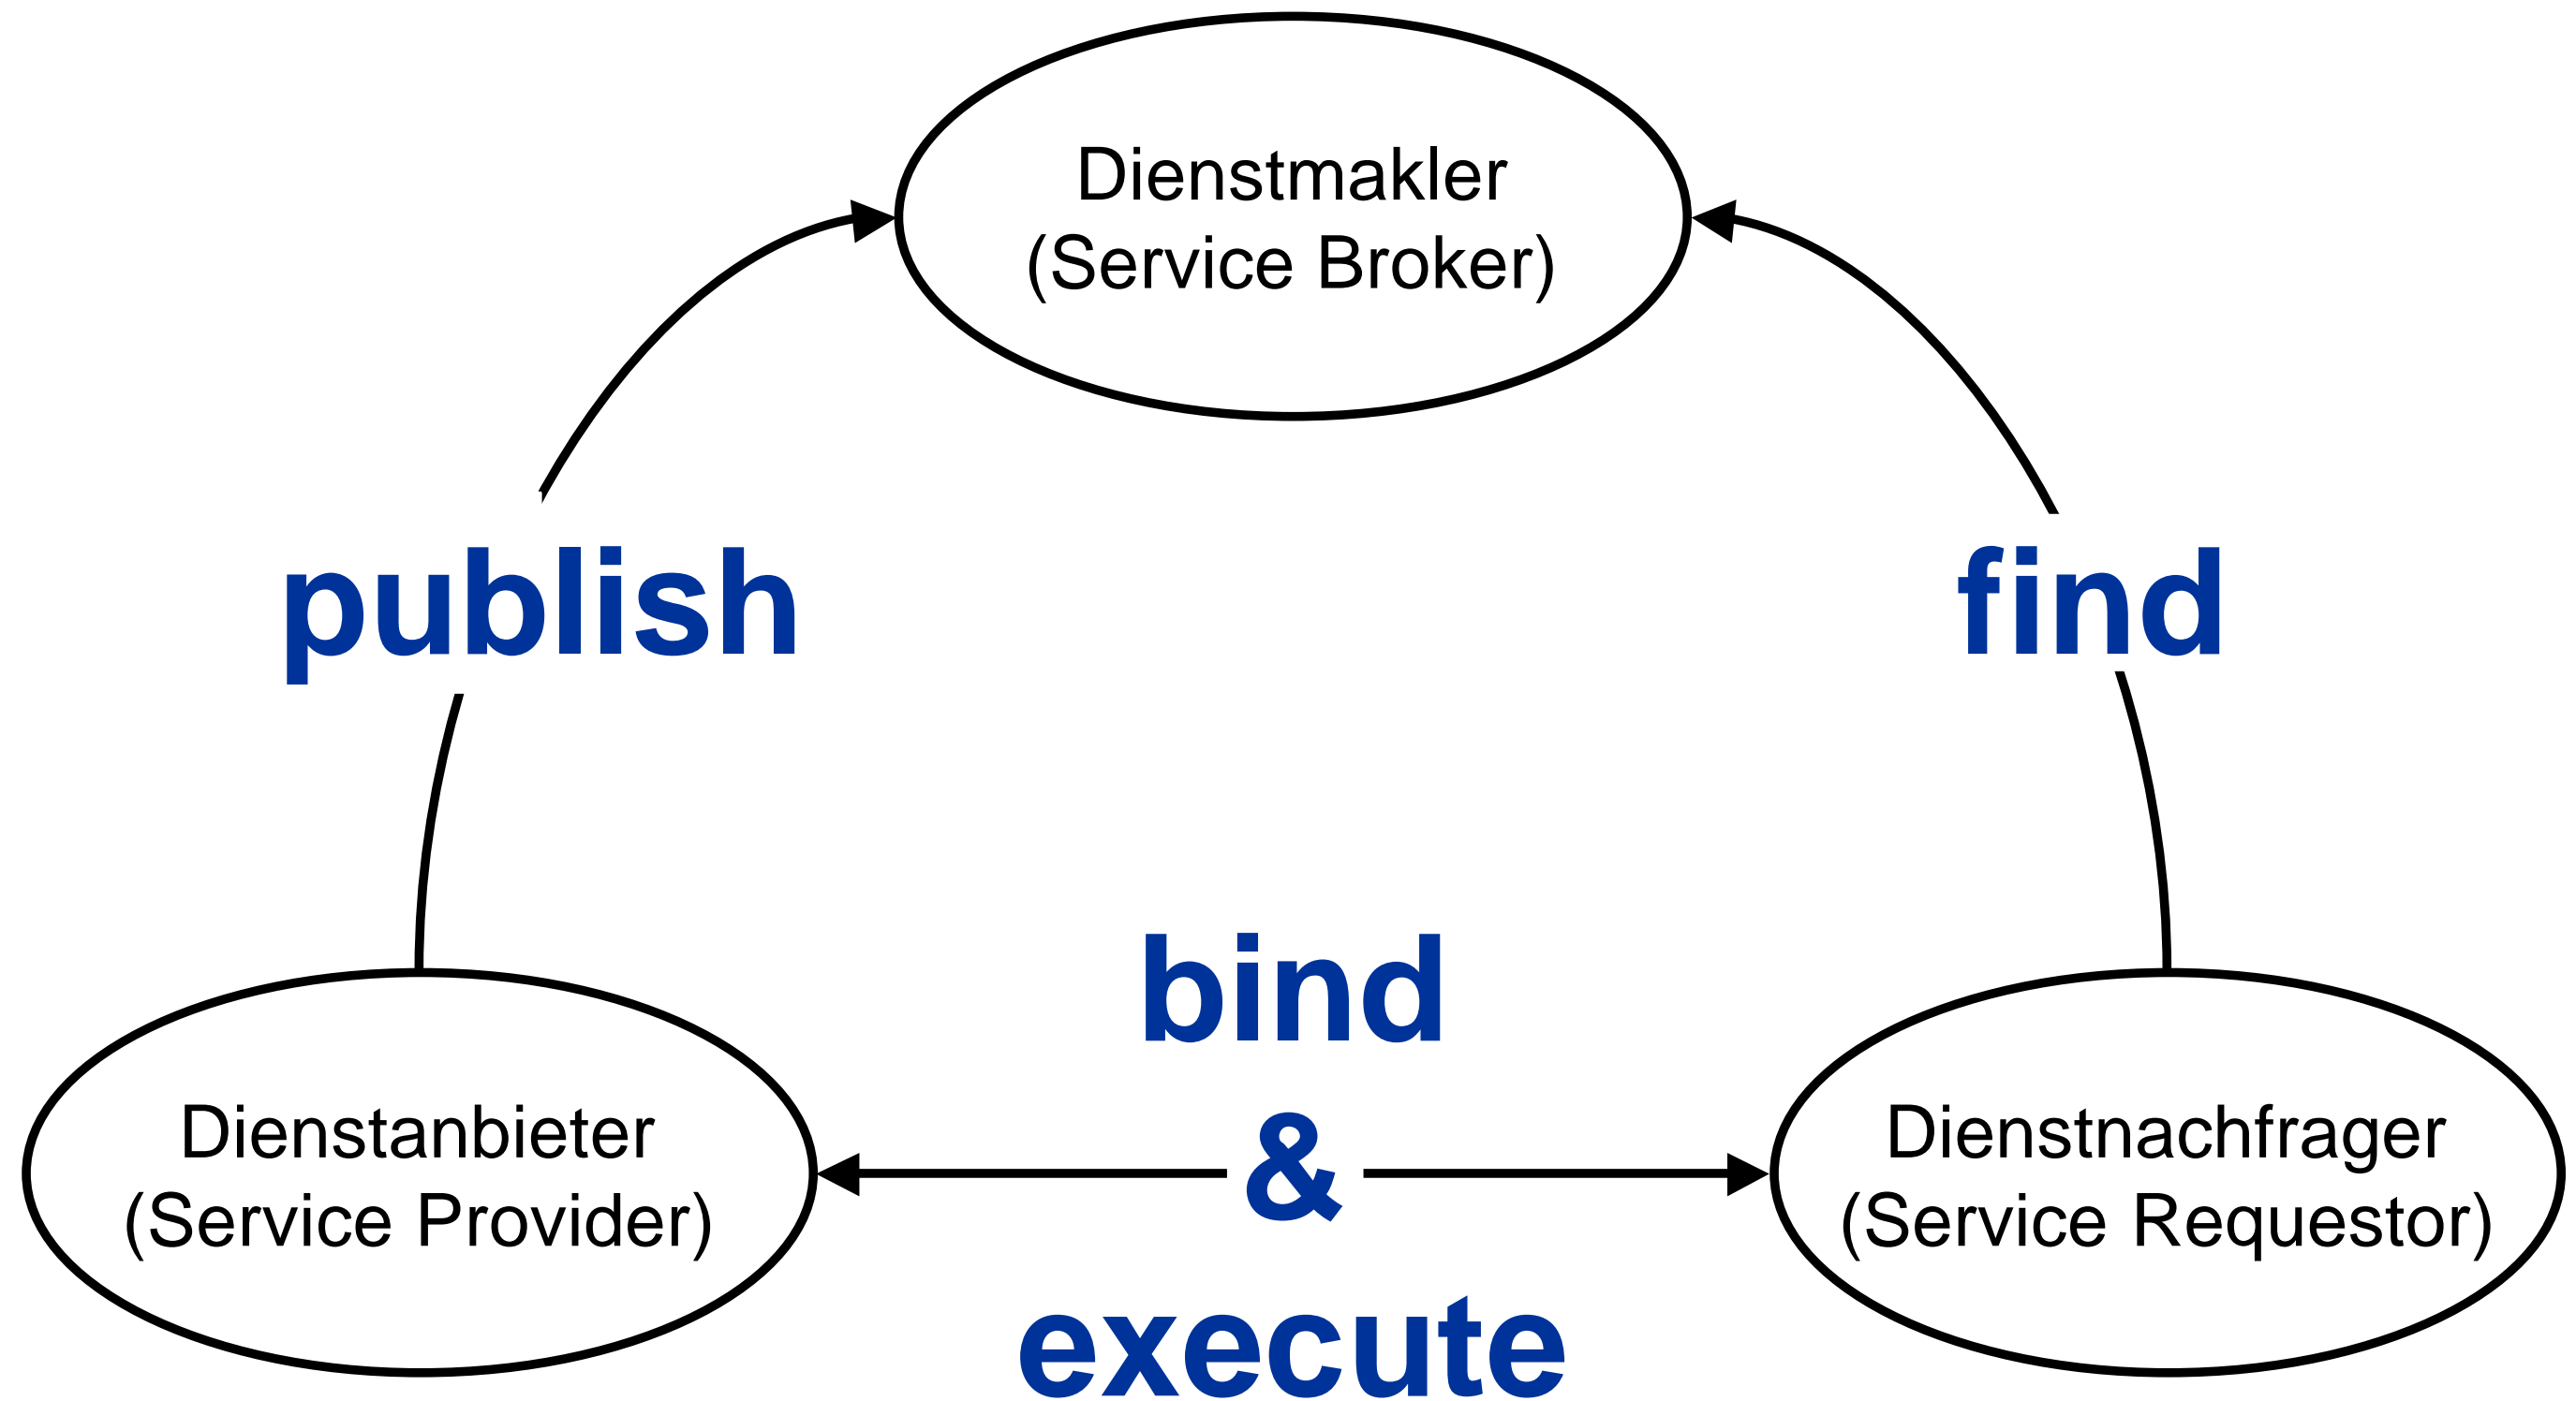 Dienstmakler
(Service Broker)
publish
find
bind
&
execute
Dienstanbieter
(Service Provider)
Dienstnachfrager
(Service Requestor)